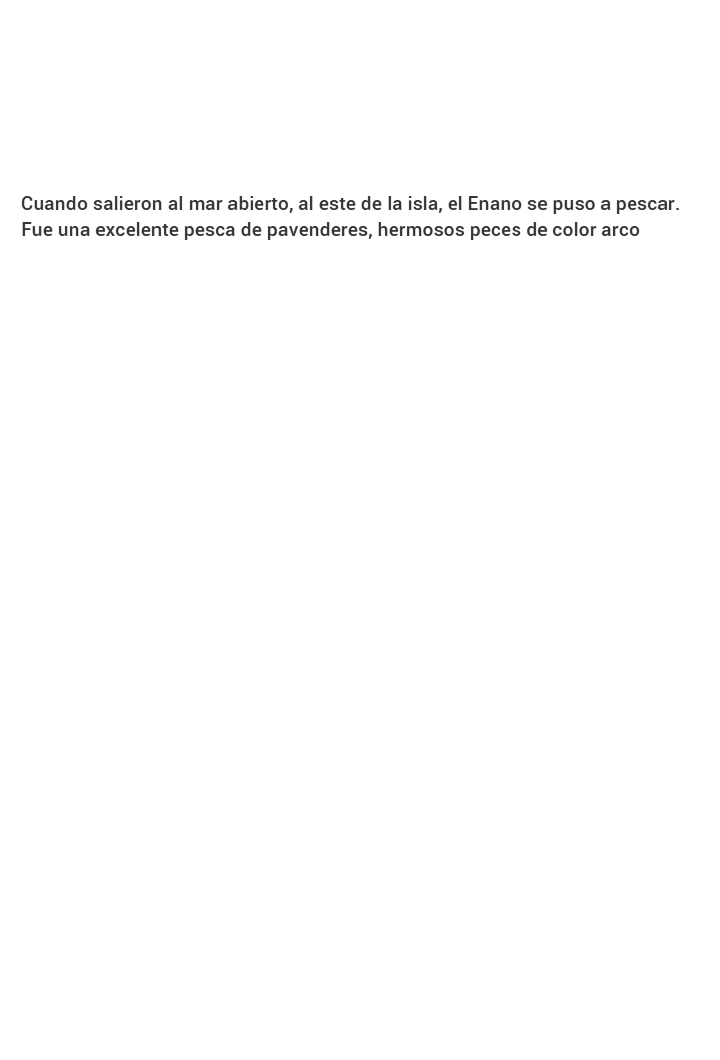 Cuando salieron al mar abierto, al este de la isla, el Enano se puso a pescar.
Fue una excelente pesca de pavenderes, hermosos peces de color arco